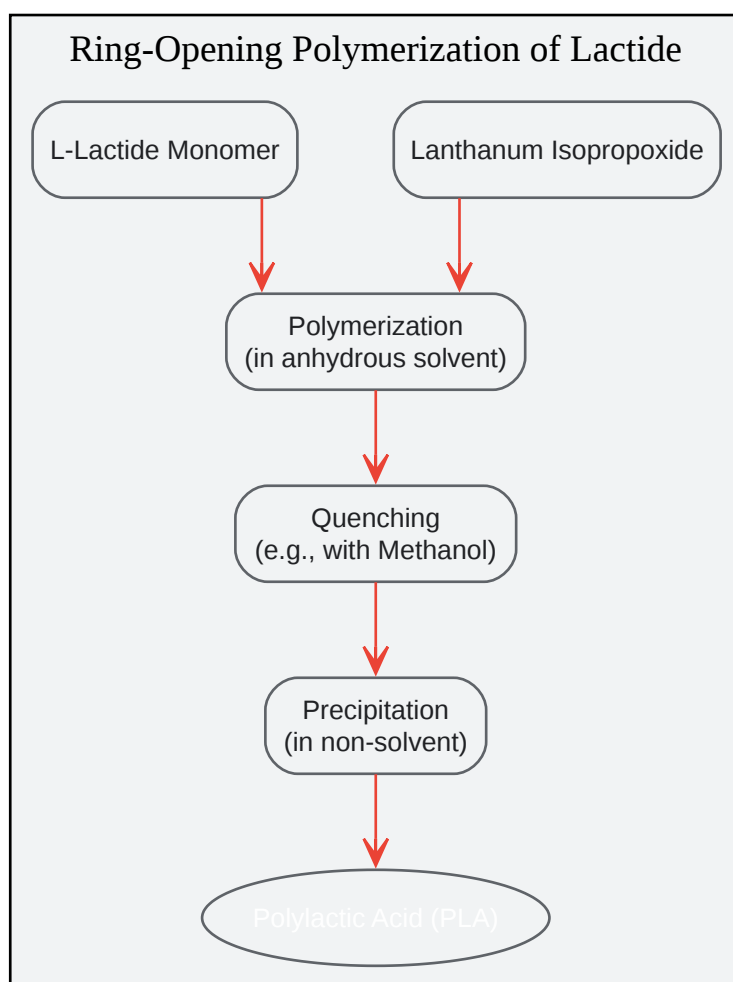 Ring-Opening Polymerization of Lactide
L-Lactide Monomer
Lanthanum Isopropoxide
Polymerization
(in anhydrous solvent)
Quenching
(e.g., with Methanol)
Precipitation
(in non-solvent)
Polylactic Acid (PLA)